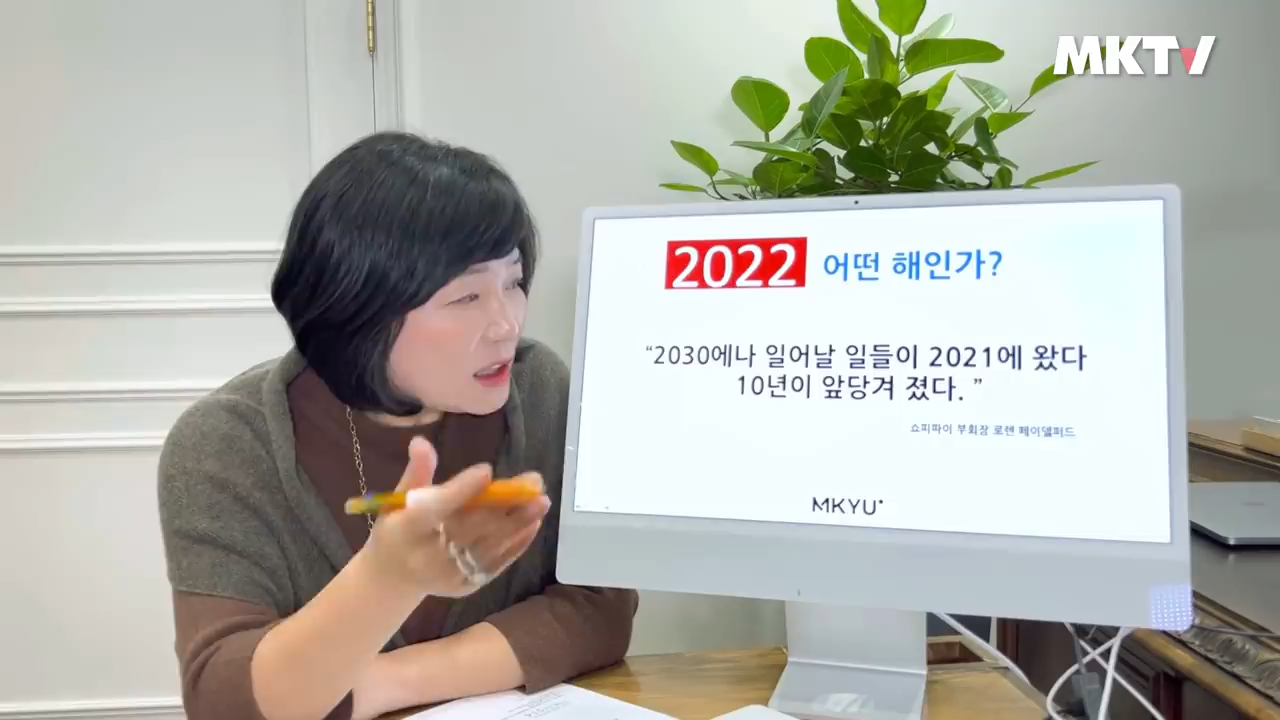 MKTV
2022 어떤 해인가?
“2030에나 일어날 일들이 2021에 왔다
10년이 앞당겨 졌다. ”
쇼피파이 부회장 로렌 페이델퍼드
MKYU